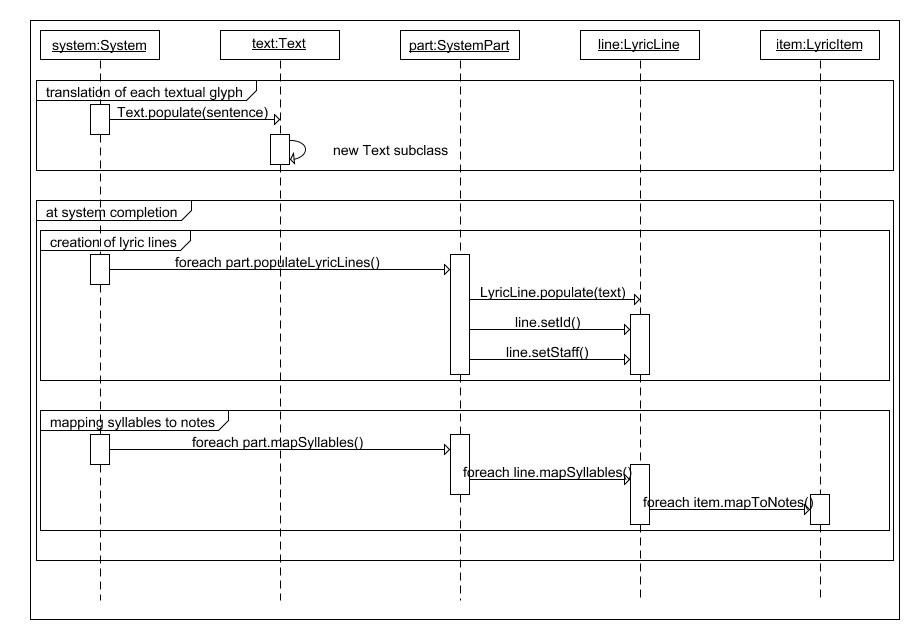 system:System
text:Text
part:SystemPart
line:LyricLine
item:LyricItem
translation of each textual glyph
Text.populate(sentence)
new Text subclass
at system completion
creation of lyric lines
foreach part.populateLyricLines()
LyricLine.populate(text)
line.setId()
line.setStaff()
mapping syllables to notes
foreach part.mapSyllables()
foreach line.mapSyllables()
foreach item.mapToNotes()